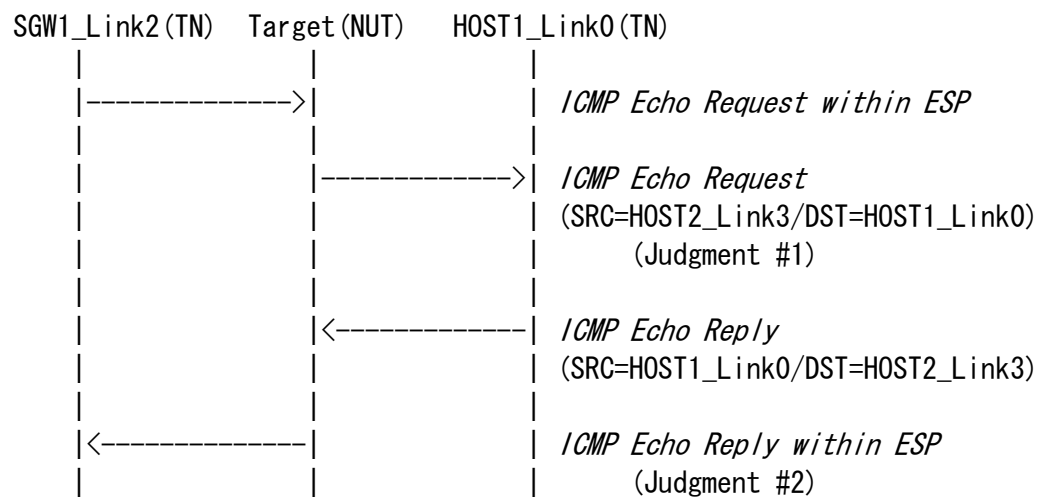 SGW1_Link2(TN) Target(NUT) HOST1_Link0(TN)
ICMP Echo Request within ESP
ICMP Echo Request
(SRC=HOST2_Link3/DST=HOST1_Link0)
(Judgment #1)
ICMP Echo Reply
(SRC=HOST1_Link0/DST=HOST2_Link3)
ICMP Echo Reply within ESP
(Judgment #2)